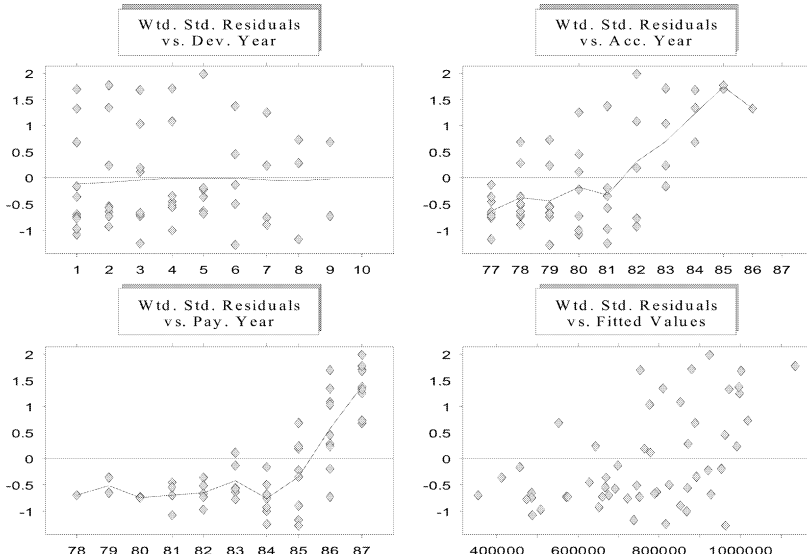 Wtd. Std. Residuals
vs. Dev. Year
2
1.5
1
0.5
0
-0.5
-1
1 2 3 4 5 6 7 8 9 10
Wtd. Std. Residuals
vs. Acc. Year
2
1.5
1
0.5
0
-0.5
-1
77 78 79 80 81 82 83 84 85 86 87
Wtd. Std. Residuals
vs. Pay. Year
2
1.5
1
0.5
0
-0.5
-1
78 79 80 81 82 83 84 85 86 87
Wtd. Std. Residuals
vs. Fitted Values
2
1.5
1
0.5
0
-0.5
-1
400000 600000 800000 1000000